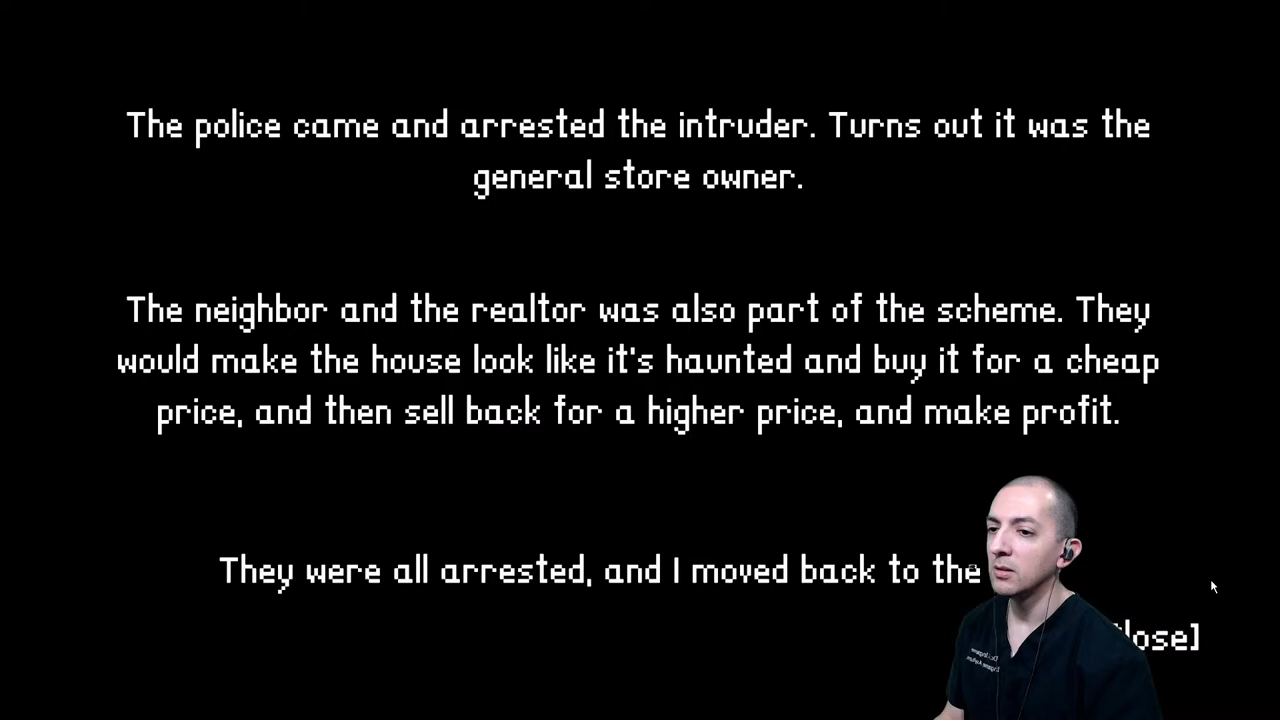 The police came and arrested the intruder. Turns out it was the
general store owner.
The neighbor and the realtor was also part of the scheme. They
would make the house look like it's haunted and buy it for a cheap
price, and then sell back for a higher price, and make profit.
They were all arrested, and I moved back to the
lose]